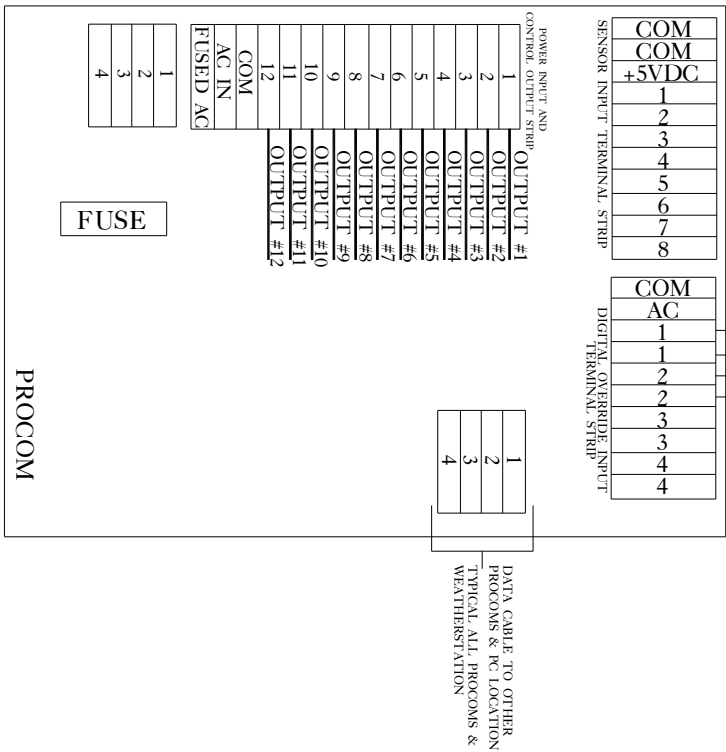 COM
COM
+5VDC
1
2
3
4
5
6
7
8
SENSOR INPUT TERMINAL STRIP
COM
AC
1
1
2
2
3
3
4
4
DIGITAL OVERRIDE INPUT
TERMINAL STRIP
POWER INPUT AND
CONTROL OUTPUT STRIP
1
2
3
4
5
6
7
8
9
10
11
12
COM
AC IN
FUSED AC
OUTPUT #1
OUTPUT #2
OUTPUT #3
OUTPUT #4
OUTPUT #5
OUTPUT #6
OUTPUT #7
OUTPUT #8
OUTPUT #9
OUTPUT #10
OUTPUT #11
OUTPUT #12
1
2
3
4
FUSE
PROCOM
1
2
3
4
DATA CABLE TO OTHER
PROCOMS & PC LOCATION
TYPICAL ALL PROCOMS &
WEATHERSTATION